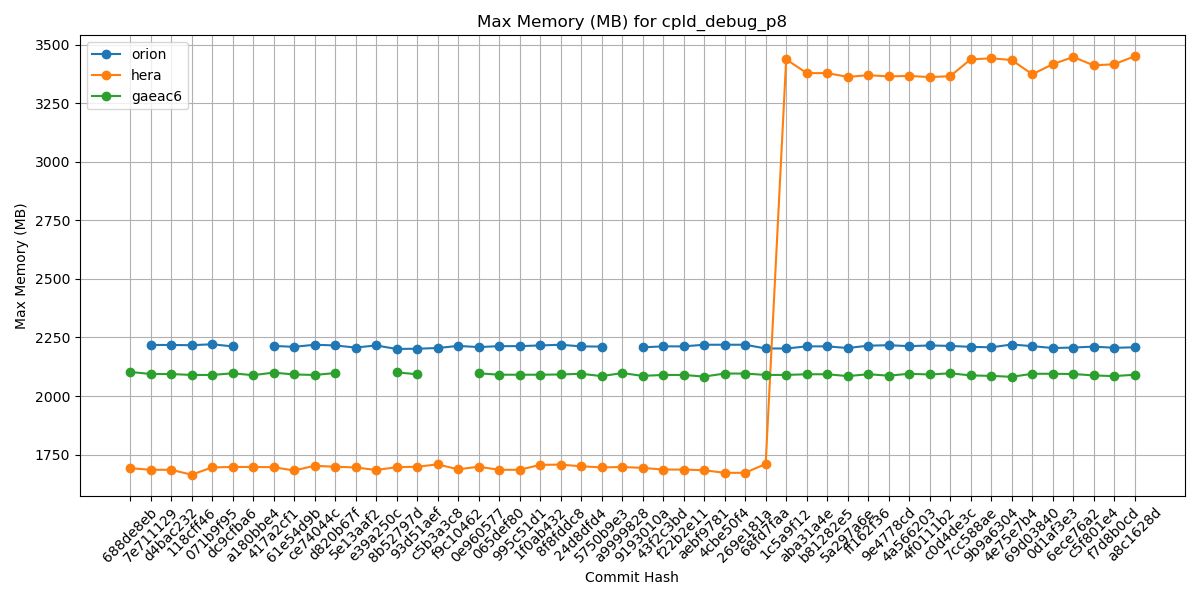 Max Memory (MB) for cpld_debug_p8
orion
hera
gaeac6
Max Memory (MB)
3500
3250
3000
2750
2500
2250
2000
1750
688de8eb
7e711129
d4bac232
118cff46
071b9f95
dc9cfba6
a180bbe4
417a2cf1
61e54d9b
ce74044c
d820b67f
5e13aaf2
e39a250c
8b52797d
93d51aef
c5b3a3c8
f9c10462
0e960577
065def80
995c51d1
1f0ab432
8f6fddc8
24d8dfd4
5750b9e3
a9999828
9193010a
43f2c3bd
f22b2e11
aebf9781
4cbe50f4
269e181a
68fd7faa
1c5a9f12
aba31a4e
b81282e5
5a297a6e
ff162f36
9e4778cd
4a566203
4f0111b2
c0d4de3c
7cc588ae
9b9a6304
4e75e7b4
69d03840
0d1af3e3
6ece76a2
c5f801e4
f7d8b0cd
a8c1628d
Commit Hash